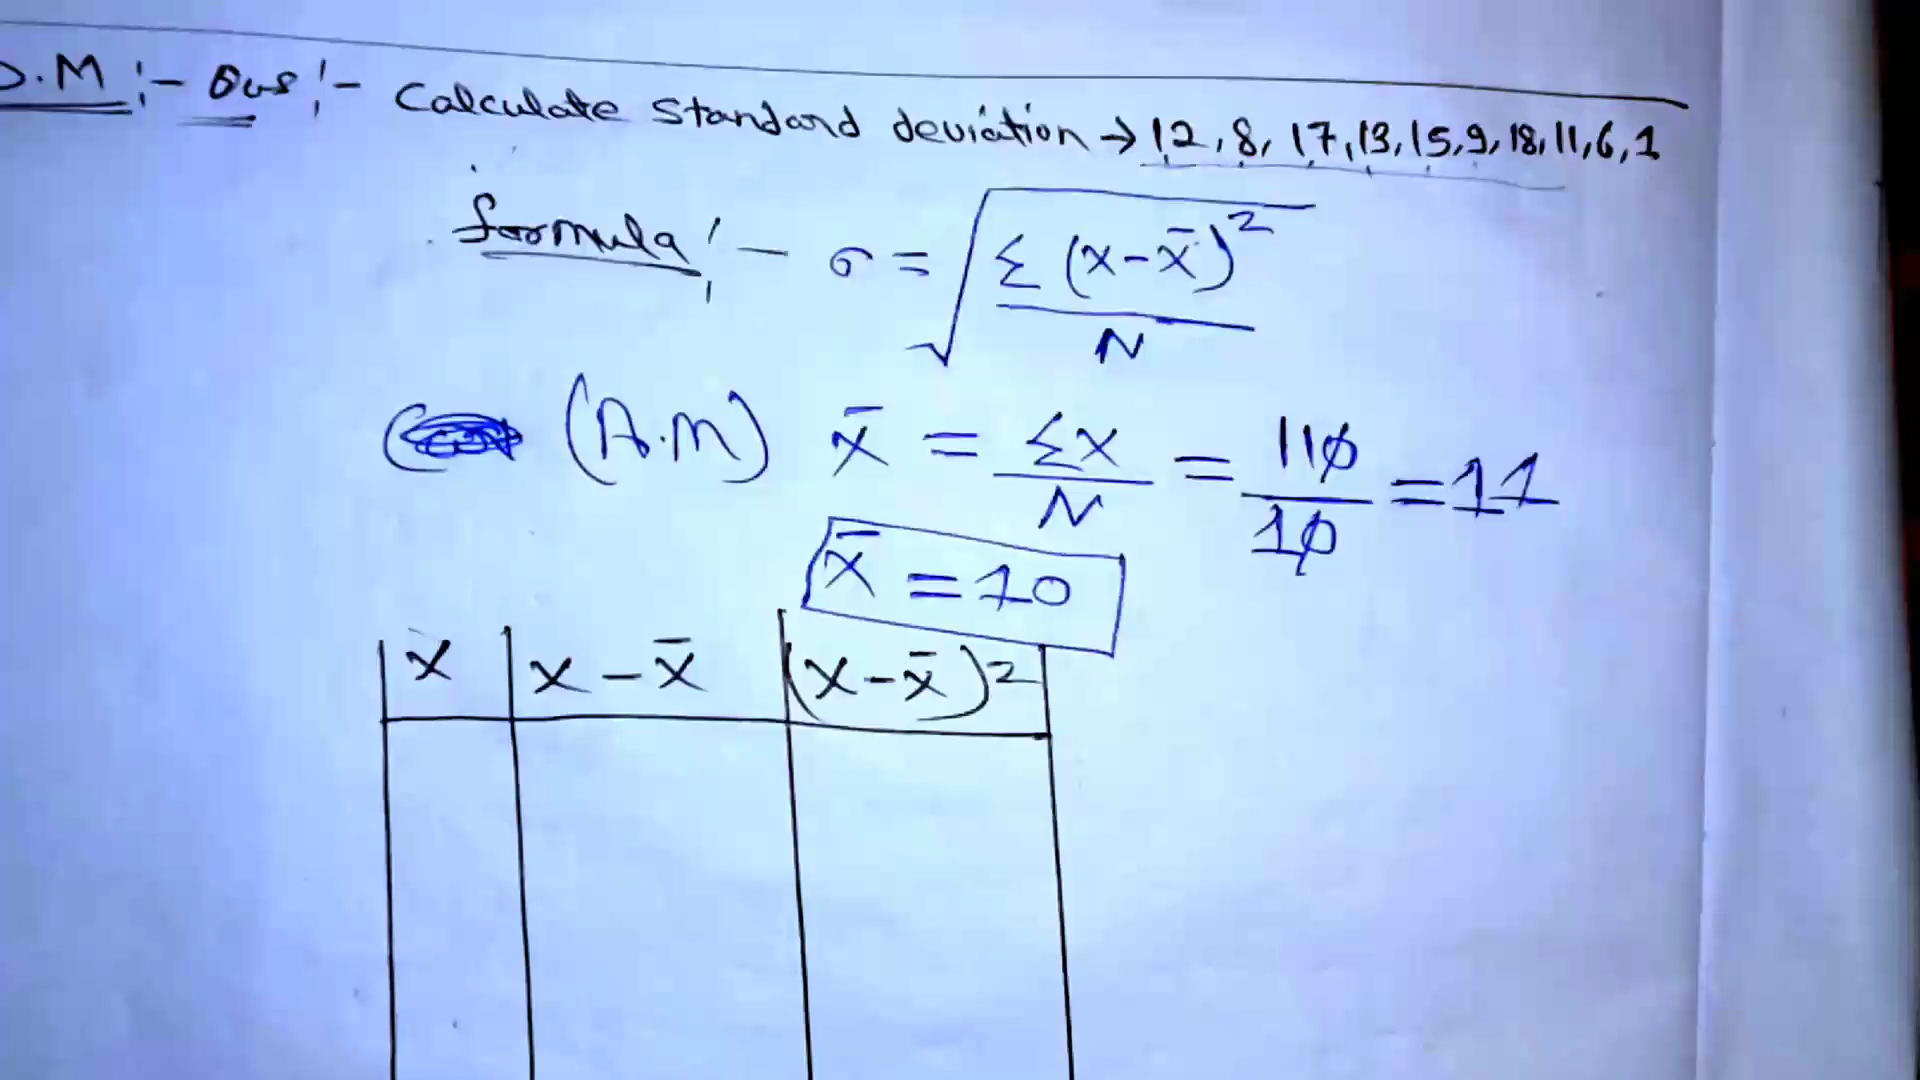 D.M :- Ques :- Calculate Standard deviation → 12, 8, 17, 13, 15, 9, 18, 11, 6, 1
formula :- σ = √ Σ (x - x̄)² / N
(A.M) x̄ = Σx / N = 110 / 10 = 11
x̄ = 10
x | x - x̄ | (x - x̄)²